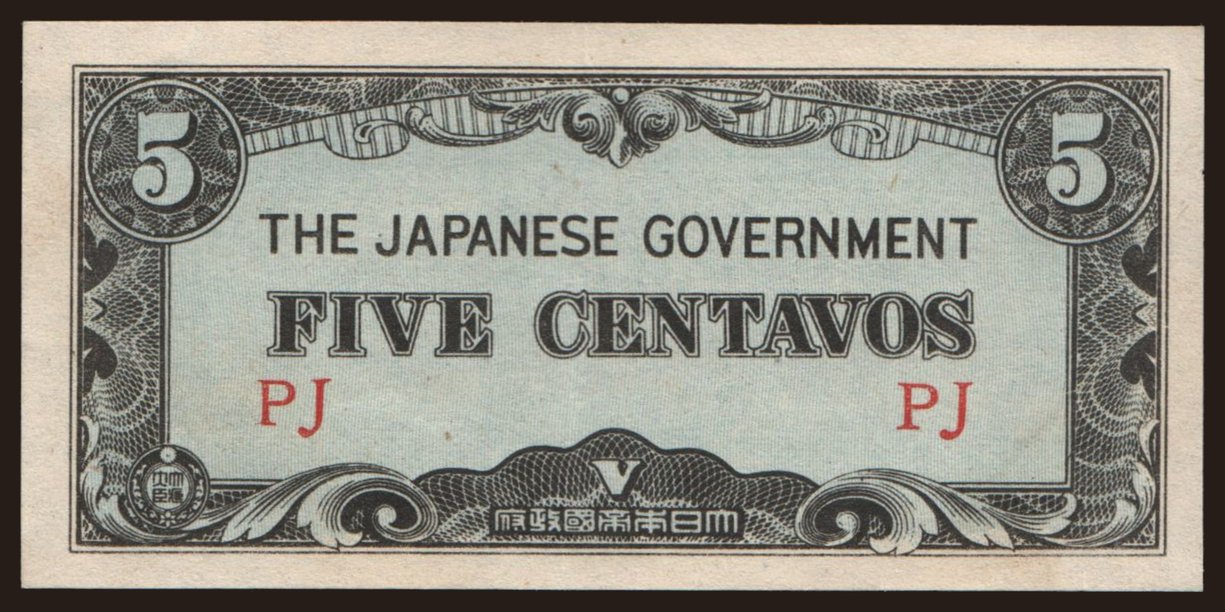 5 5
THE JAPANESE GOVERNMENT
FIVE CENTAVOS
PJ PJ
V
府政國帝本日大